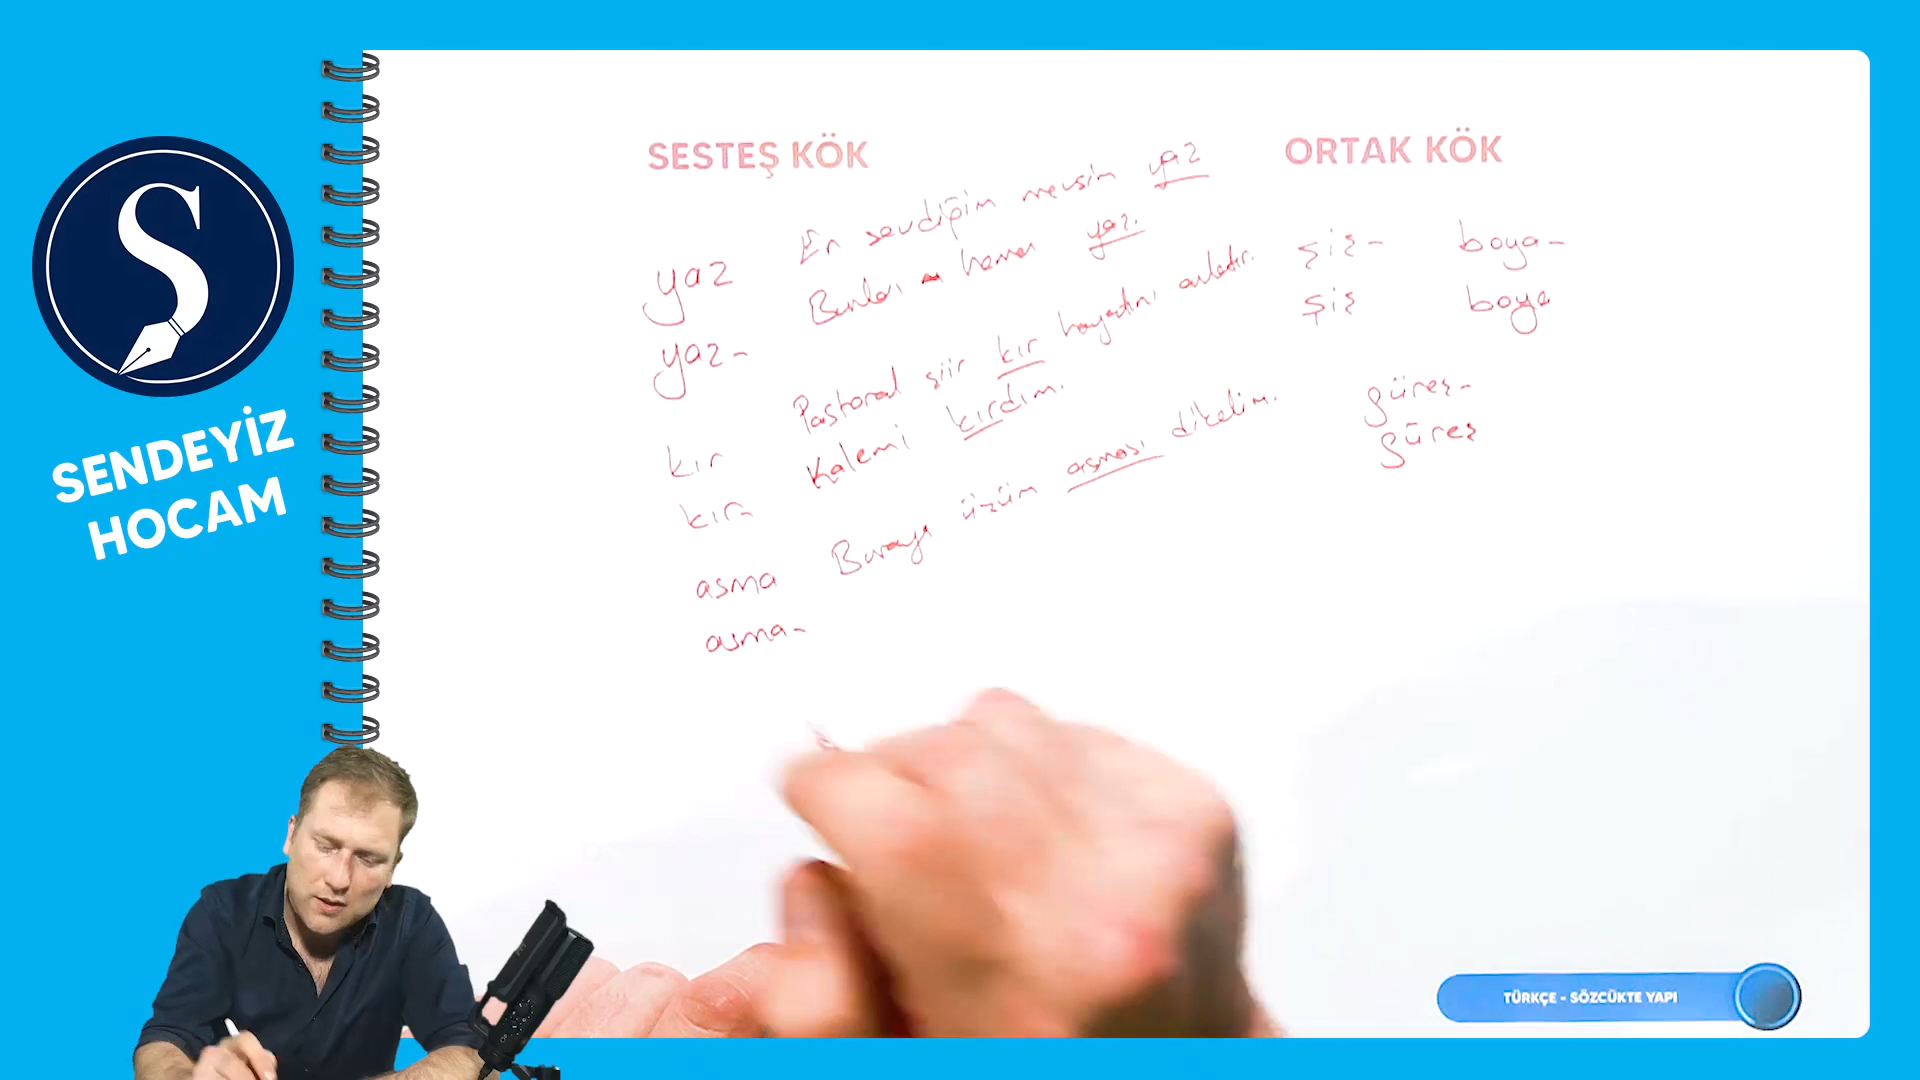 SENDEYİZ
HOCAM
SESTEŞ KÖK
yaz En sevdiğim mevsim yaz
yaz- Bunları hemen yaz.
kır Pastoral şiir kır hayatını anlatır.
kır- Kalemi kırdım.
asma Buraya üzüm asması dikelim.
asma-
ORTAK KÖK
şiş- boya-
şiş boya
güreş-
güreş
TÜRKÇE - SÖZCÜKTE YAPI